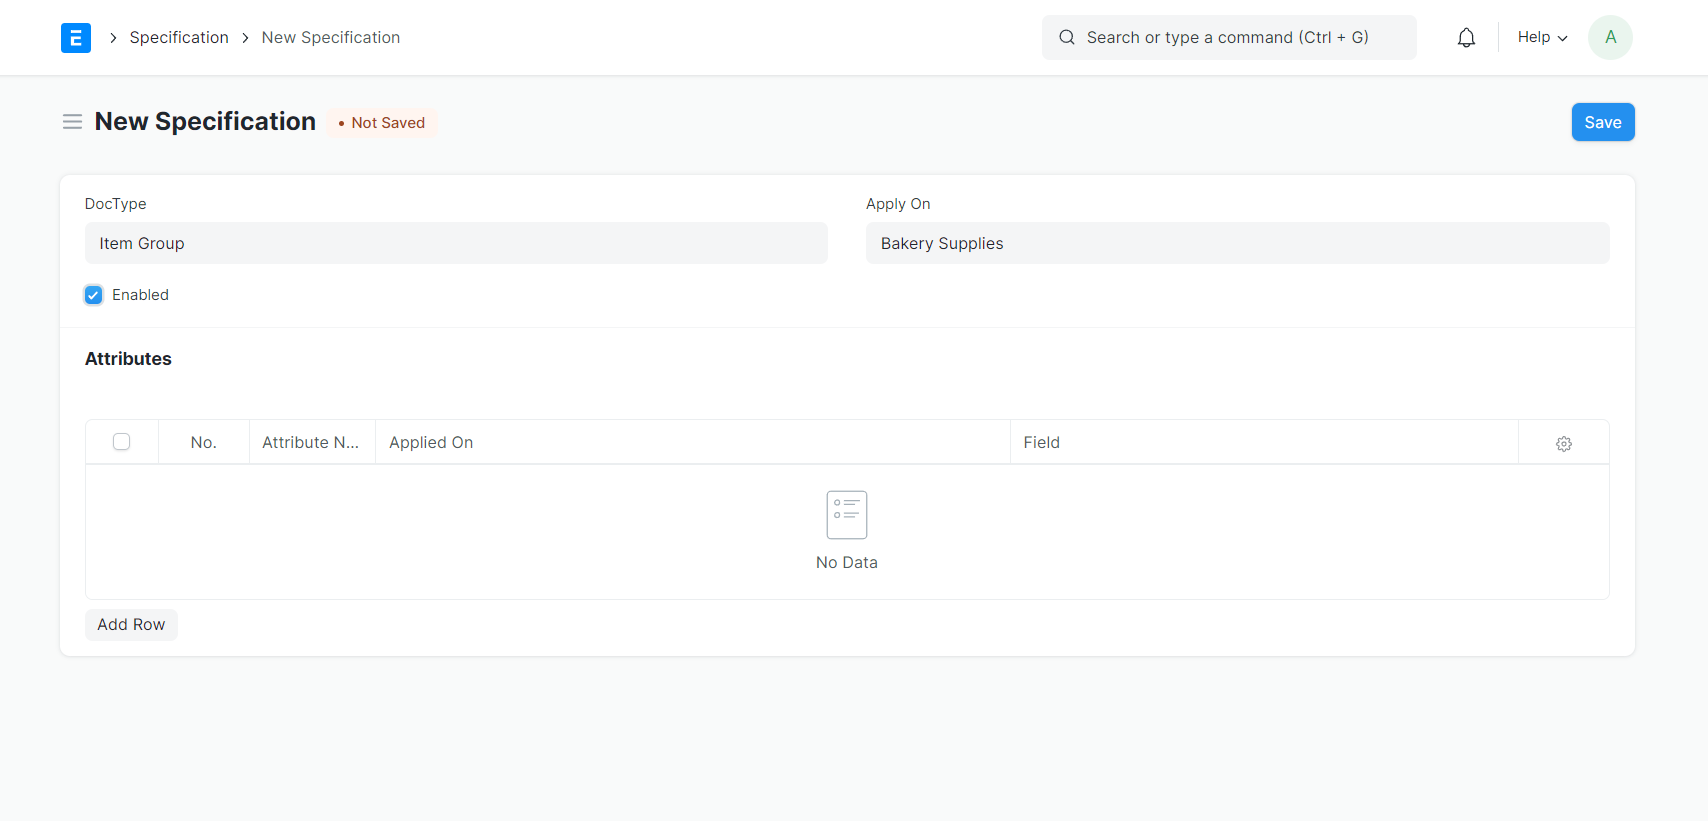 E
Specification
New Specification
Search or type a command (Ctrl + G)
Help
A
New Specification
Not Saved
Save
DocType
Apply On
Item Group
Bakery Supplies
Enabled
Attributes
No.
Attribute N...
Applied On
Field
No Data
Add Row